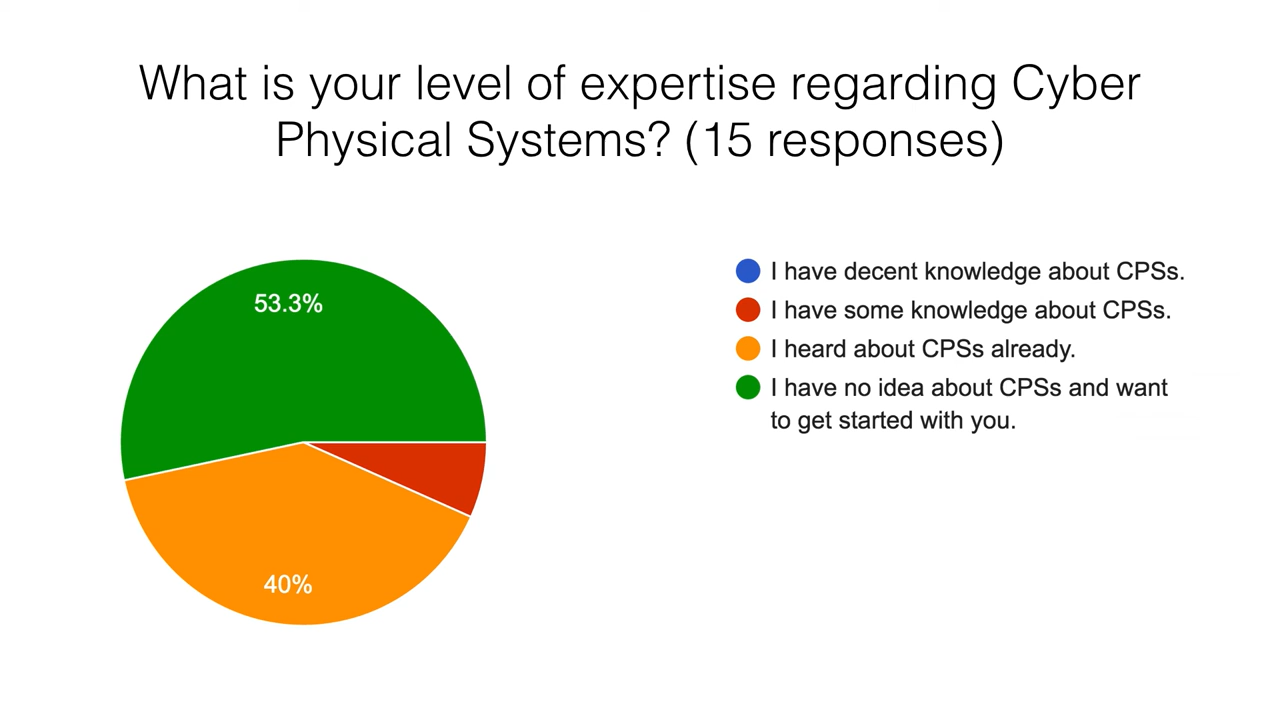 What is your level of expertise regarding Cyber
Physical Systems? (15 responses)
53.3%
40%
I have decent knowledge about CPSs.
I have some knowledge about CPSs.
I heard about CPSs already.
I have no idea about CPSs and want
to get started with you.